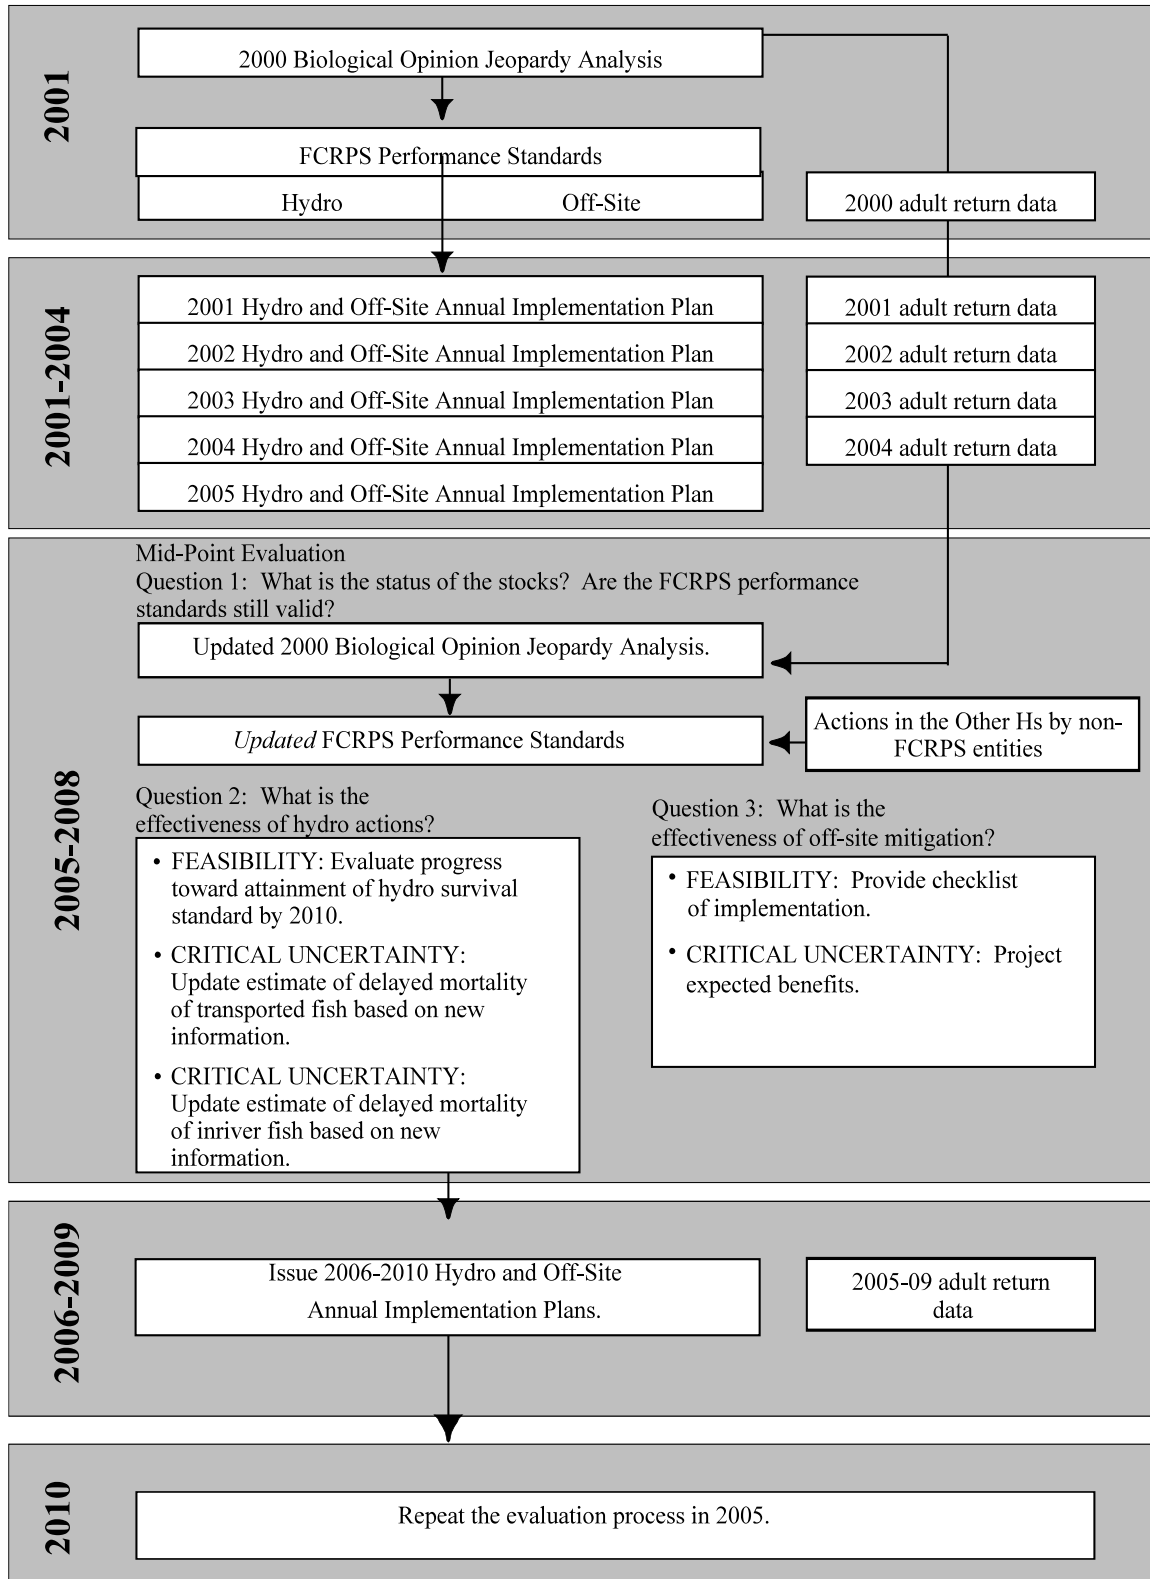 2001
2000 Biological Opinion Jeopardy Analysis
FCRPS Performance Standards
Hydro
Off-Site
2000 adult return data
2001-2004
2001 Hydro and Off-Site Annual Implementation Plan
2001 adult return data
2002 Hydro and Off-Site Annual Implementation Plan
2002 adult return data
2003 Hydro and Off-Site Annual Implementation Plan
2003 adult return data
2004 Hydro and Off-Site Annual Implementation Plan
2004 adult return data
2005 Hydro and Off-Site Annual Implementation Plan
2005-2008
Mid-Point Evaluation
Question 1: What is the status of the stocks? Are the FCRPS performance
standards still valid?
Updated 2000 Biological Opinion Jeopardy Analysis.
Updated FCRPS Performance Standards
Actions in the Other Hs by non-
FCRPS entities
Question 2: What is the
effectiveness of hydro actions?
• FEASIBILITY: Evaluate progress
toward attainment of hydro survival
standard by 2010.
• CRITICAL UNCERTAINTY:
Update estimate of delayed mortality
of transported fish based on new
information.
• CRITICAL UNCERTAINTY:
Update estimate of delayed mortality
of inriver fish based on new
information.
Question 3: What is the
effectiveness of off-site mitigation?
• FEASIBILITY: Provide checklist
of implementation.
• CRITICAL UNCERTAINTY: Project
expected benefits.
2006-2009
Issue 2006-2010 Hydro and Off-Site
Annual Implementation Plans.
2005-09 adult return
data
2010
Repeat the evaluation process in 2005.